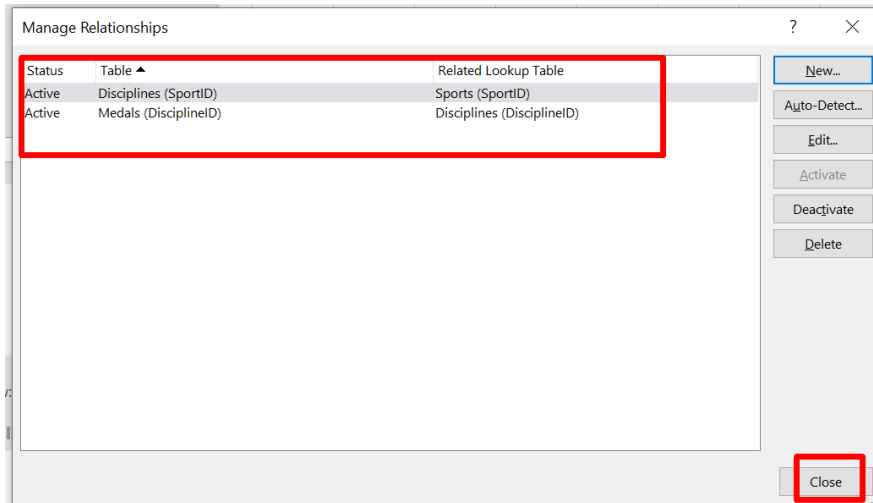 Manage Relationships ? ×
Status Table ▲ Related Lookup Table
Active Disciplines (SportID) Sports (SportID)
Active Medals (DisciplineID) Disciplines (DisciplineID)
New...
Auto-Detect...
Edit...
Activate
Deactivate
Delete
Close